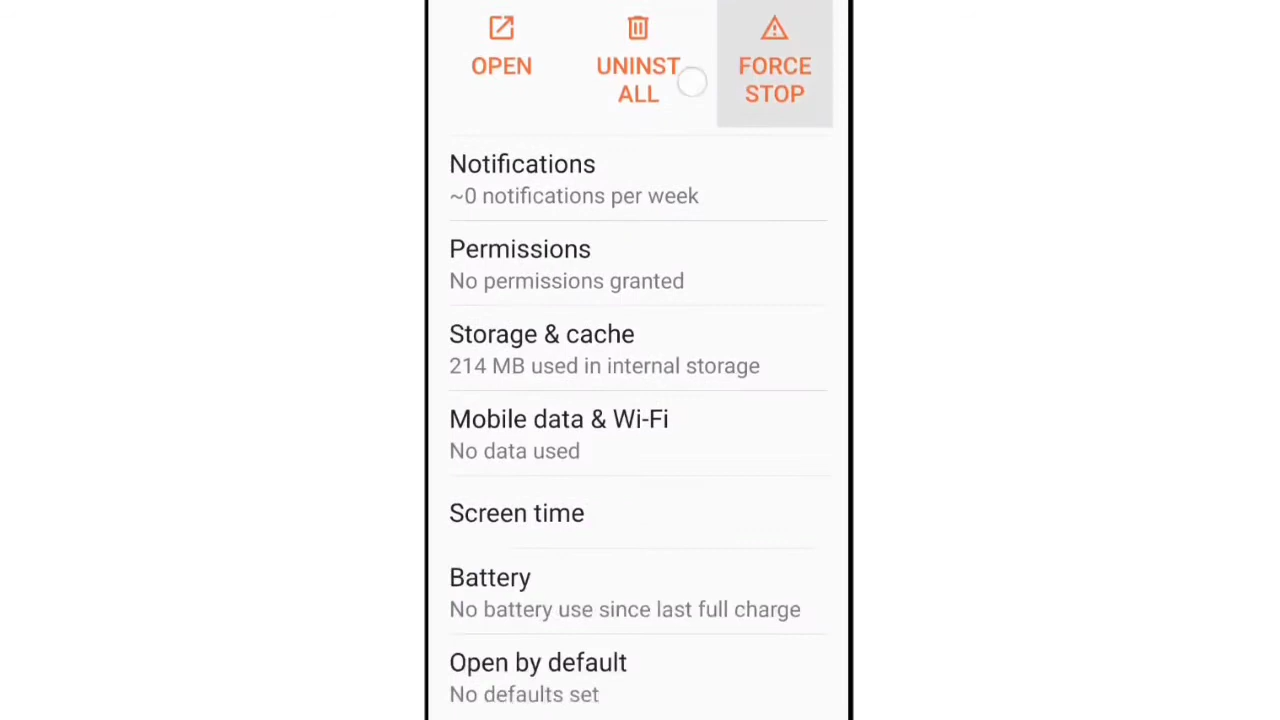 OPEN
UNINST
ALL
FORCE
STOP
Notifications
~0 notifications per week
Permissions
No permissions granted
Storage & cache
214 MB used in internal storage
Mobile data & Wi-Fi
No data used
Screen time
Battery
No battery use since last full charge
Open by default
No defaults set